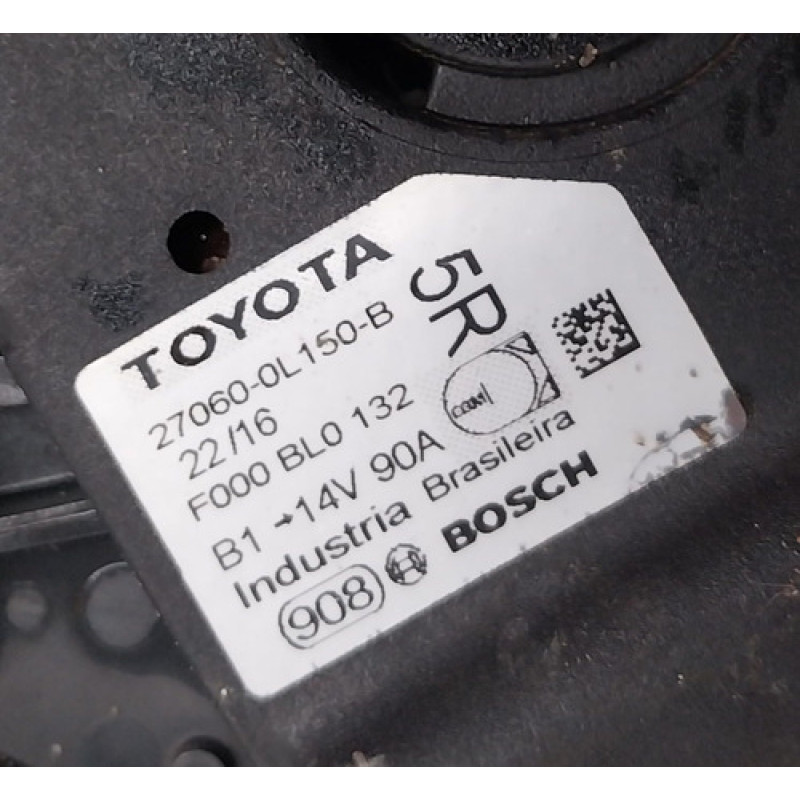 TOYOTA
5R
27060-0L150-B
22/16
F000 BL0 132
B1 →14V 90A
Industria Brasileira
908 BOSCH